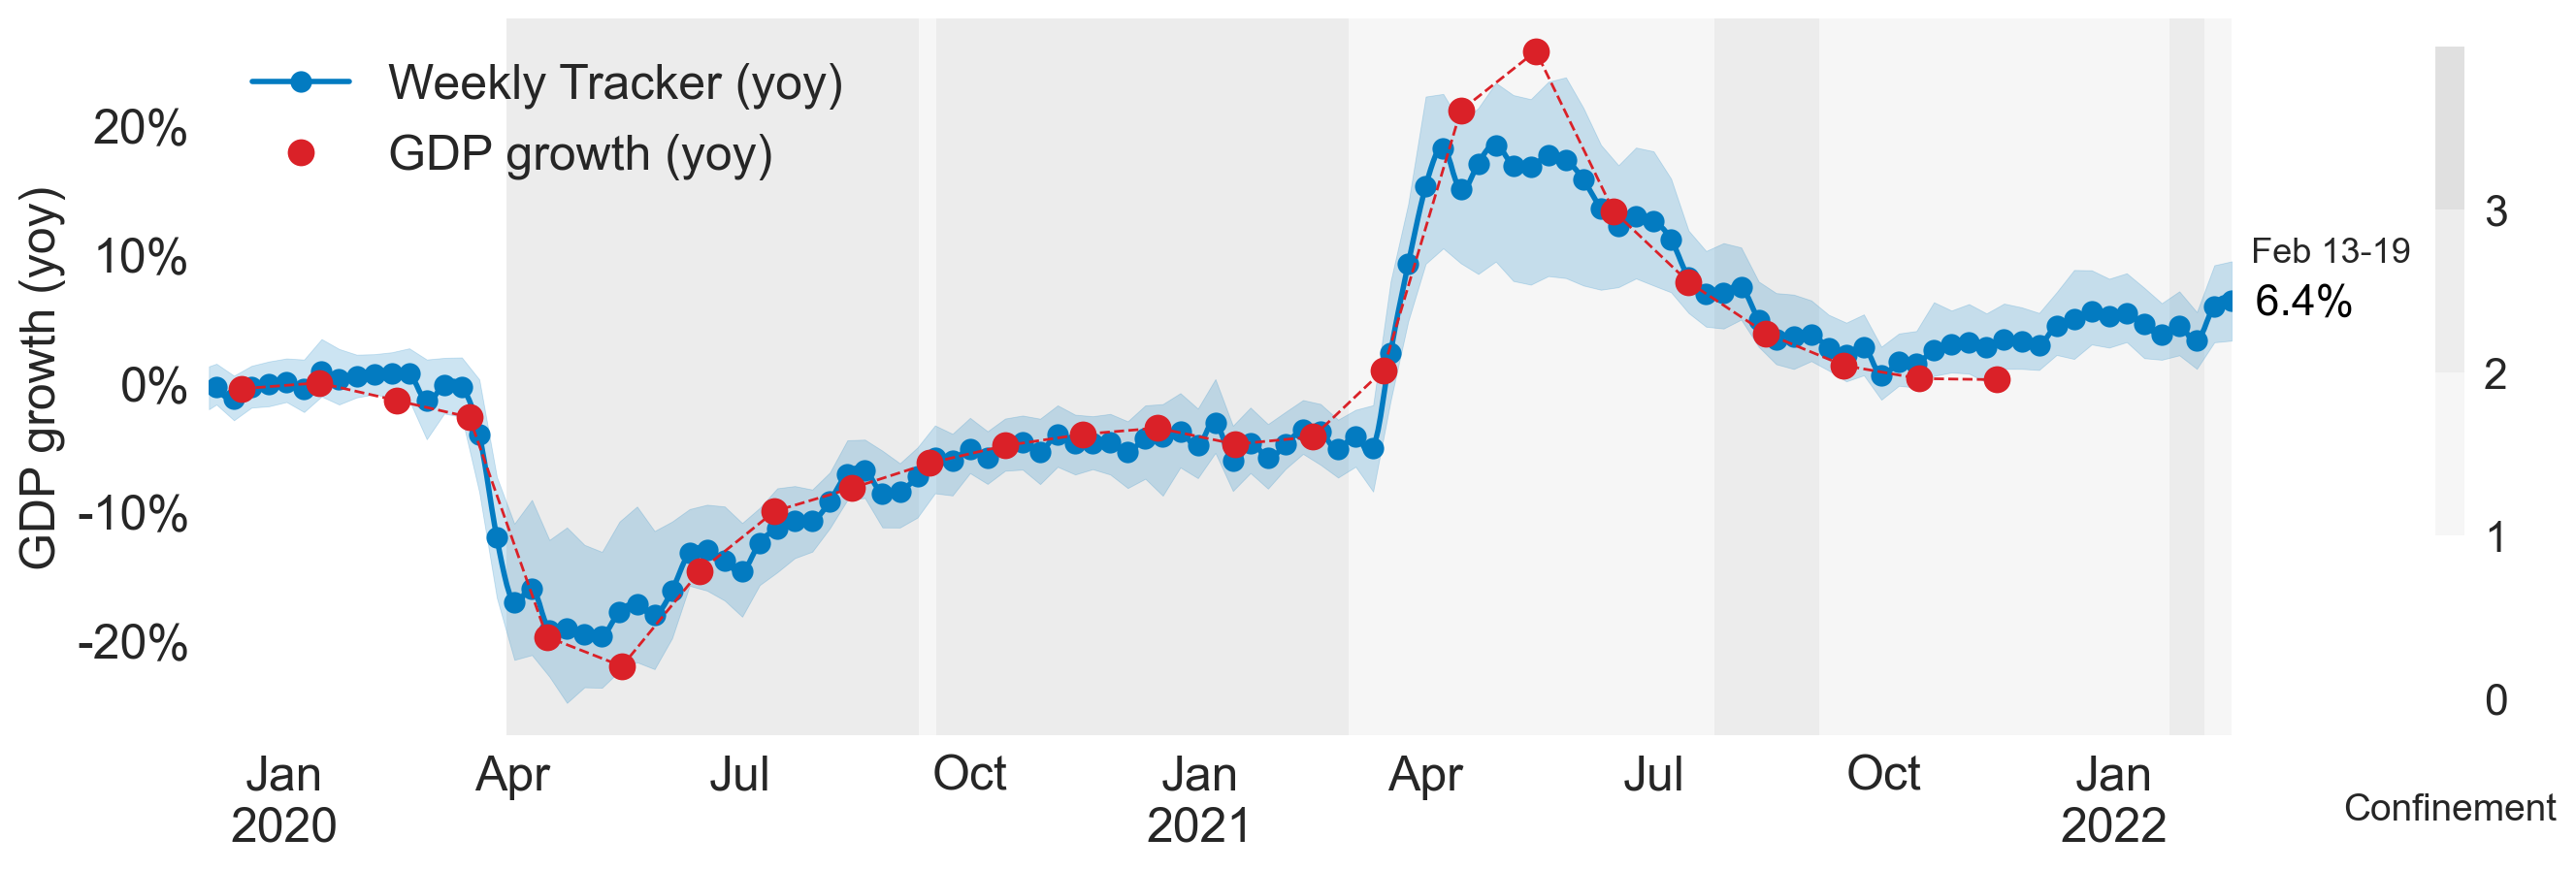 Weekly Tracker (yoy)
GDP growth (yoy)
GDP growth (yoy)
20%
10%
0%
-10%
-20%
Jan
2020
Apr
Jul
Oct
Jan
2021
Apr
Jul
Oct
Jan
2022
Feb 13-19
6.4%
3
2
1
0
Confinement